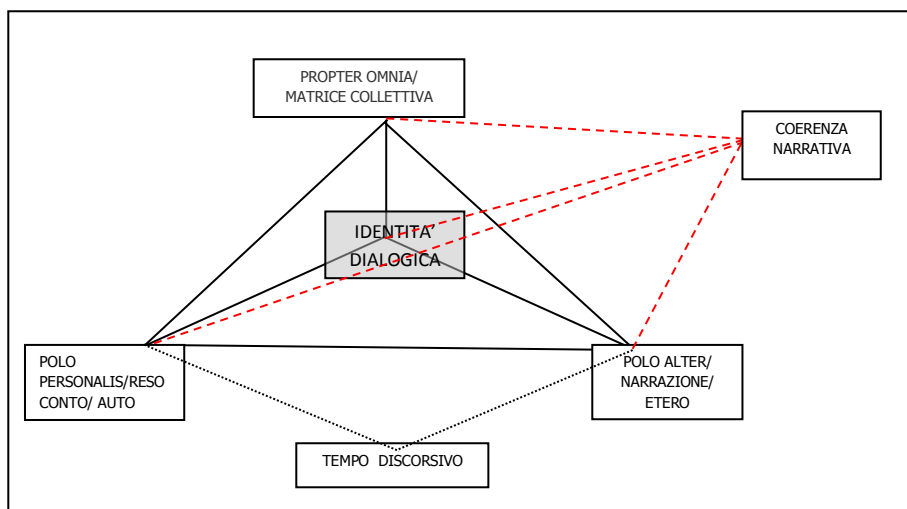 PROPTER OMNIA/
MATRICE COLLETTIVA
COERENZA
NARRATIVA
IDENTITA
DIALOGICA
POLO
PERSONALIS/RESO
CONTO/ AUTO
POLO ALTER/
NARRAZIONE/
ETERO
TEMPO DISCORSIVO